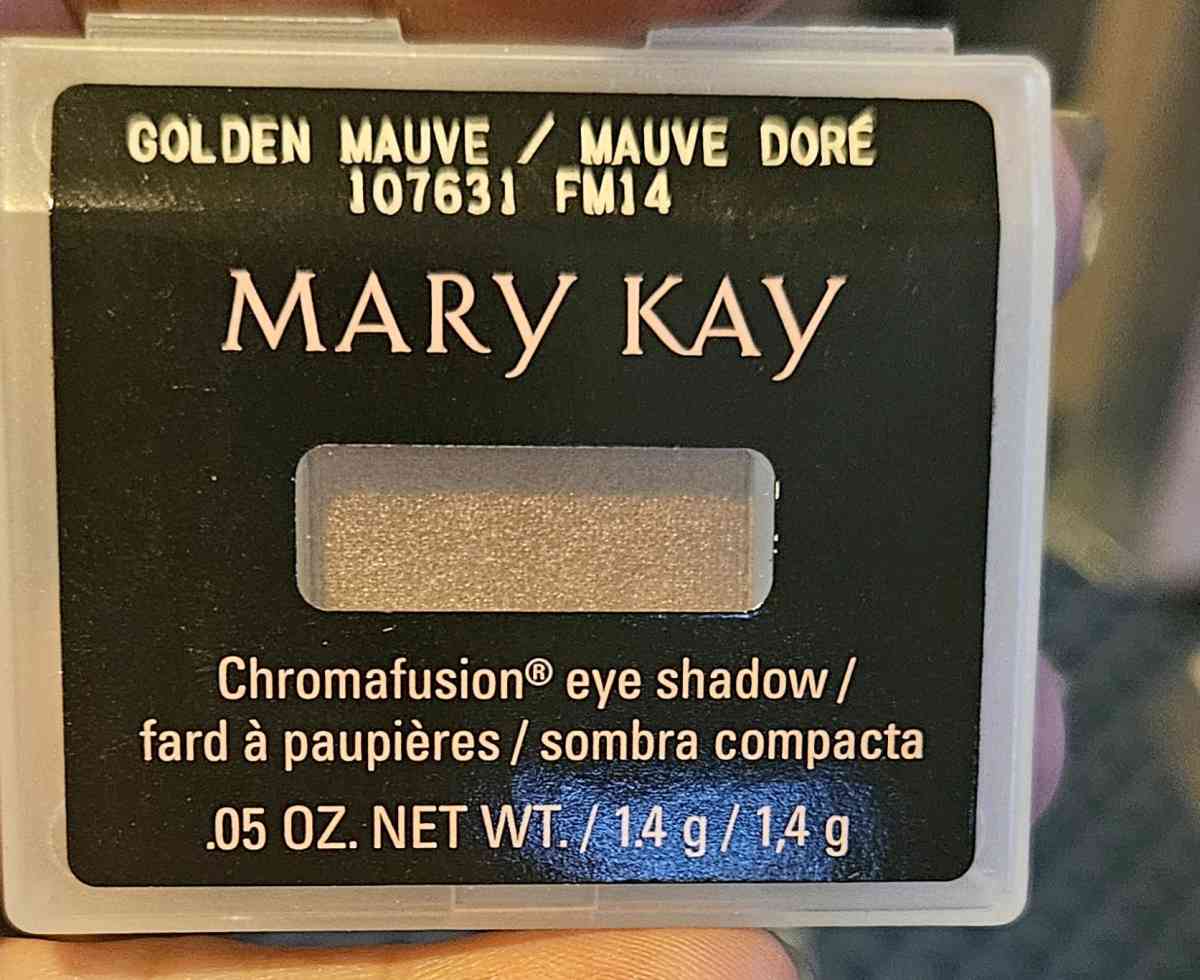 GOLDEN MAUVE / MAUVE DORÉ
107631 FM14
MARY KAY
Chromafusion® eye shadow /
fard à paupières / sombra compacta
.05 OZ. NET WT. / 1.4 g / 1,4 g